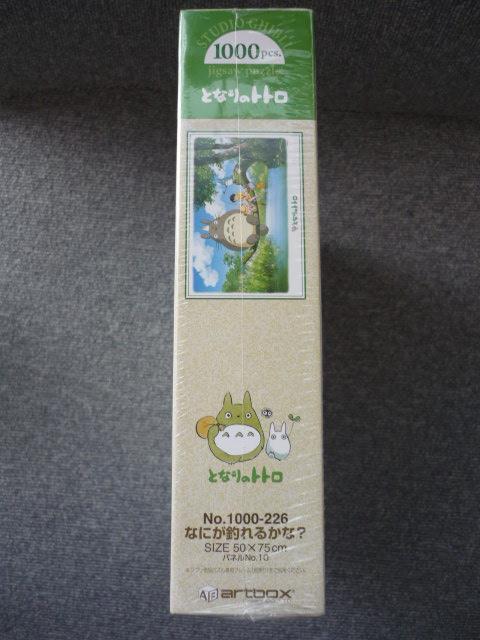 STUDIO GHIBLI
1000pcs.
jigsaw puzzle
となりのトトロ
となりのトトロ
No.1000-226
なにが釣れるかな?
SIZE 50×75cm
パネルNo.10
artbox